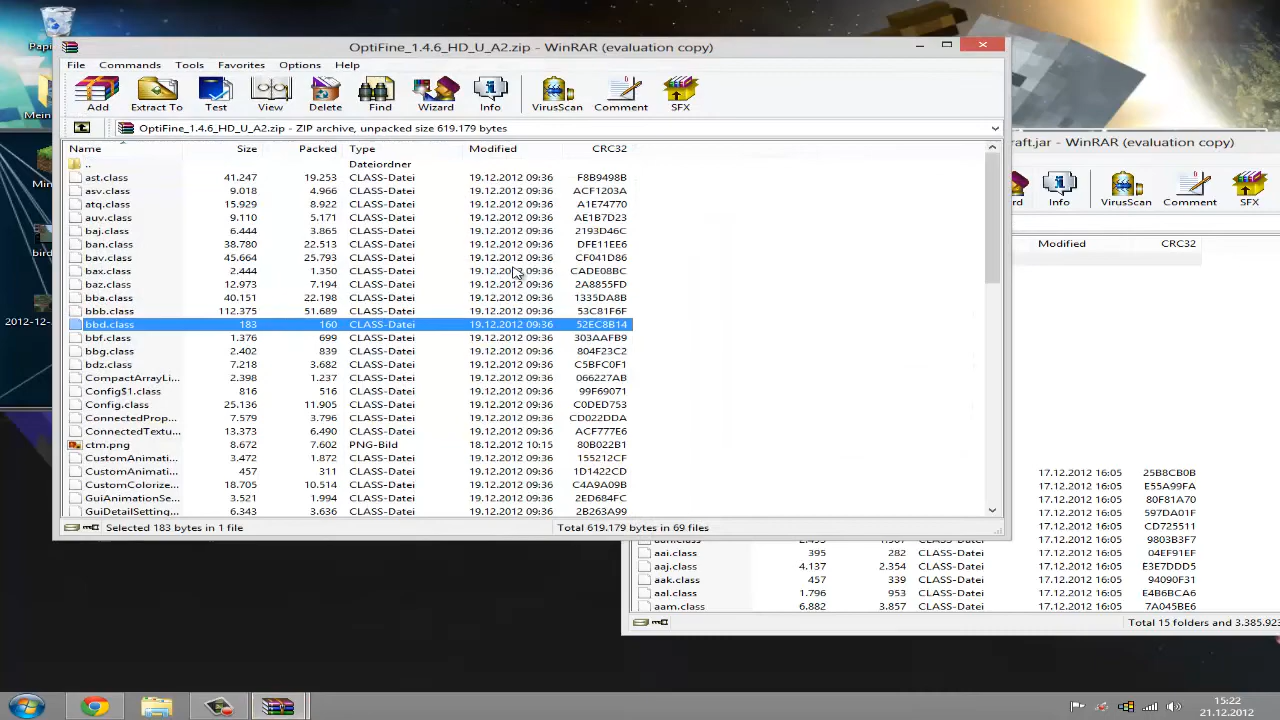 Papi
Mein
Min
bird
2012-12-
OptiFine_1.4.6_HD_U_A2.zip - WinRAR (evaluation copy)
File Commands Tools Favorites Options Help
Add Extract To Test View Delete Find Wizard Info VirusScan Comment SFX
OptiFine_1.4.6_HD_U_A2.zip - ZIP archive, unpacked size 619.179 bytes
Name Size Packed Type Modified CRC32
.. Dateiordner
ast.class 41.247 19.253 CLASS-Datei 19.12.2012 09:36 F8B9498B
asv.class 9.018 4.966 CLASS-Datei 19.12.2012 09:36 ACF1203A
atq.class 15.929 8.922 CLASS-Datei 19.12.2012 09:36 A1E74770
auv.class 9.110 5.171 CLASS-Datei 19.12.2012 09:36 AE1B7D23
baj.class 6.444 3.865 CLASS-Datei 19.12.2012 09:36 2193D46C
ban.class 38.780 22.513 CLASS-Datei 19.12.2012 09:36 DFE11EE6
bav.class 45.664 25.793 CLASS-Datei 19.12.2012 09:36 CF041D86
bax.class 2.444 1.350 CLASS-Datei 19.12.2012 09:36 CADE08BC
baz.class 12.973 7.194 CLASS-Datei 19.12.2012 09:36 2A8855FD
bba.class 40.151 22.198 CLASS-Datei 19.12.2012 09:36 1335DA8B
bbb.class 112.375 51.689 CLASS-Datei 19.12.2012 09:36 53C81F6F
bbd.class 183 160 CLASS-Datei 19.12.2012 09:36 52EC8B14
bbf.class 1.376 699 CLASS-Datei 19.12.2012 09:36 303AAFB9
bbg.class 2.402 839 CLASS-Datei 19.12.2012 09:36 804F23C2
bdz.class 7.218 3.682 CLASS-Datei 19.12.2012 09:36 C5BFC0F1
CompactArrayLi... 2.398 1.237 CLASS-Datei 19.12.2012 09:36 066227AB
Config$1.class 816 516 CLASS-Datei 19.12.2012 09:36 99F69071
Config.class 25.136 11.905 CLASS-Datei 19.12.2012 09:36 C0DED753
ConnectedProp... 7.579 3.796 CLASS-Datei 19.12.2012 09:36 CD022DDA
ConnectedTextu... 13.373 6.490 CLASS-Datei 19.12.2012 09:36 ACF777E6
ctm.png 8.672 7.602 PNG-Bild 18.12.2012 10:15 80B022B1
CustomAnimati... 3.472 1.872 CLASS-Datei 19.12.2012 09:36 155212CF
CustomAnimati... 457 311 CLASS-Datei 19.12.2012 09:36 1D1422CD
CustomColorize... 18.705 10.514 CLASS-Datei 19.12.2012 09:36 C4A9A09B
GuiAnimationSe... 3.521 1.994 CLASS-Datei 19.12.2012 09:36 2ED684FC
GuiDetailSetting... 6.343 3.636 CLASS-Datei 19.12.2012 09:36 2B263A99
Selected 183 bytes in 1 file Total 619.179 bytes in 69 files
raft.jar - WinRAR (evaluation copy)
rd Info VirusScan Comment SFX
Modified CRC32
17.12.2012 16:05 25B8CB0B
17.12.2012 16:05 E55A99FA
17.12.2012 16:05 80F81A70
17.12.2012 16:05 597DA01F
17.12.2012 16:05 CD725511
17.12.2012 16:05 9803B3F7
aai.class 395 282 CLASS-Datei 17.12.2012 16:05 04EF91EF
aaj.class 4.137 2.354 CLASS-Datei 17.12.2012 16:05 E3E7DDD5
aak.class 457 339 CLASS-Datei 17.12.2012 16:05 94090F31
aal.class 1.796 953 CLASS-Datei 17.12.2012 16:05 E4B6BCA6
aam.class 6.882 3.857 CLASS-Datei 17.12.2012 16:05 7A045BE6
Total 15 folders and 3.385.923
15:22
21.12.2012